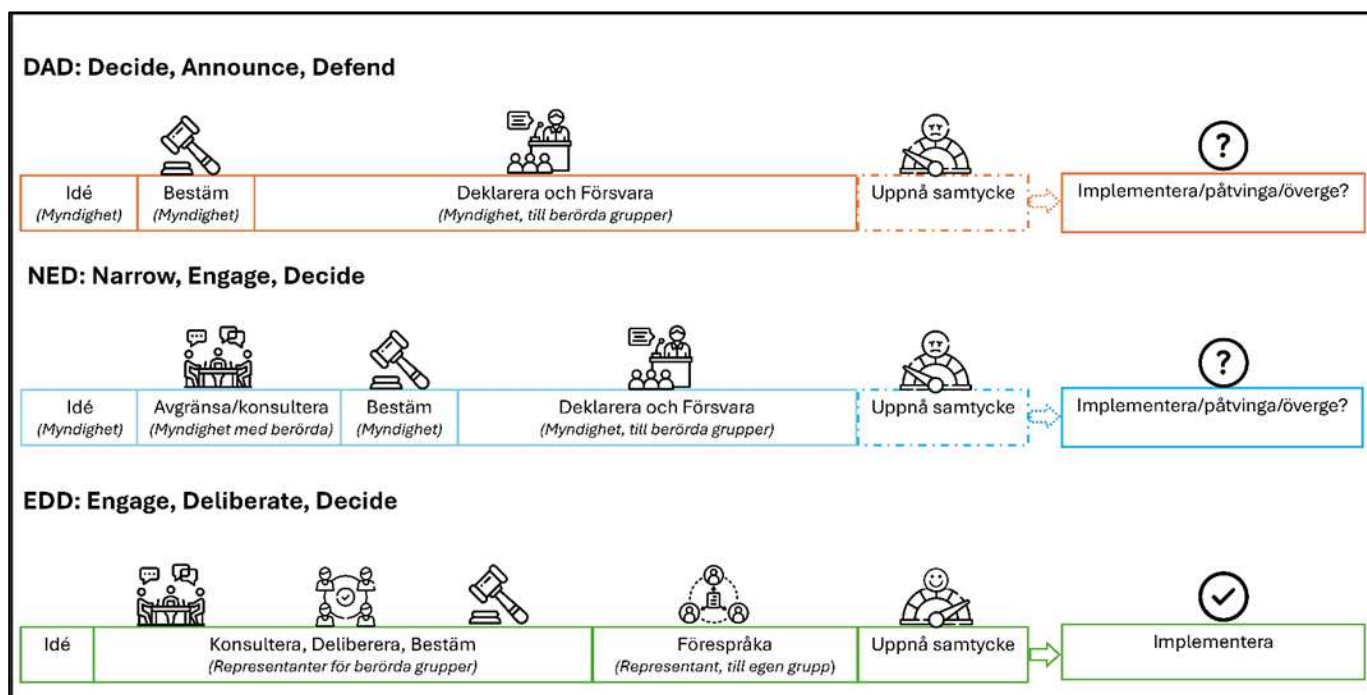 DAD: Decide, Announce, Defend
?
Idé
(Myndighet)
Bestäm
(Myndighet)
Deklarera och Försvara
(Myndighet, till berörda grupper)
Uppnå samtycke
Implementera/påtvinga/överge?
NED: Narrow, Engage, Decide
?
Idé
(Myndighet)
Avgränsa/konsultera
(Myndighet med berörda)
Bestäm
(Myndighet)
Deklarera och Försvara
(Myndighet, till berörda grupper)
Uppnå samtycke
Implementera/påtvinga/överge?
EDD: Engage, Deliberate, Decide
Idé
Konsultera, Deliberera, Bestäm
(Representanter för berörda grupper)
Förespråka
(Representant, till egen grupp)
Uppnå samtycke
Implementera